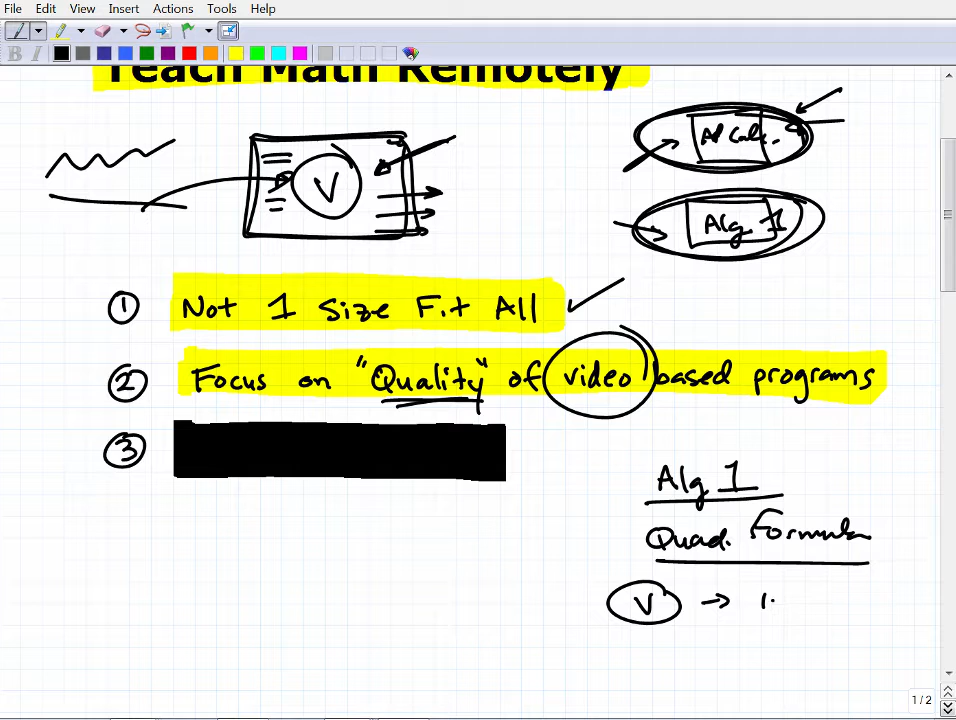 File Edit View Insert Actions Tools Help
B I
Teach Math Remotely
V
AP Calc.
Alg. 1
① Not 1 Size Fit All
② Focus on "Quality" of video based programs
③
Alg 1
Quad. Formula
V →
1 / 2